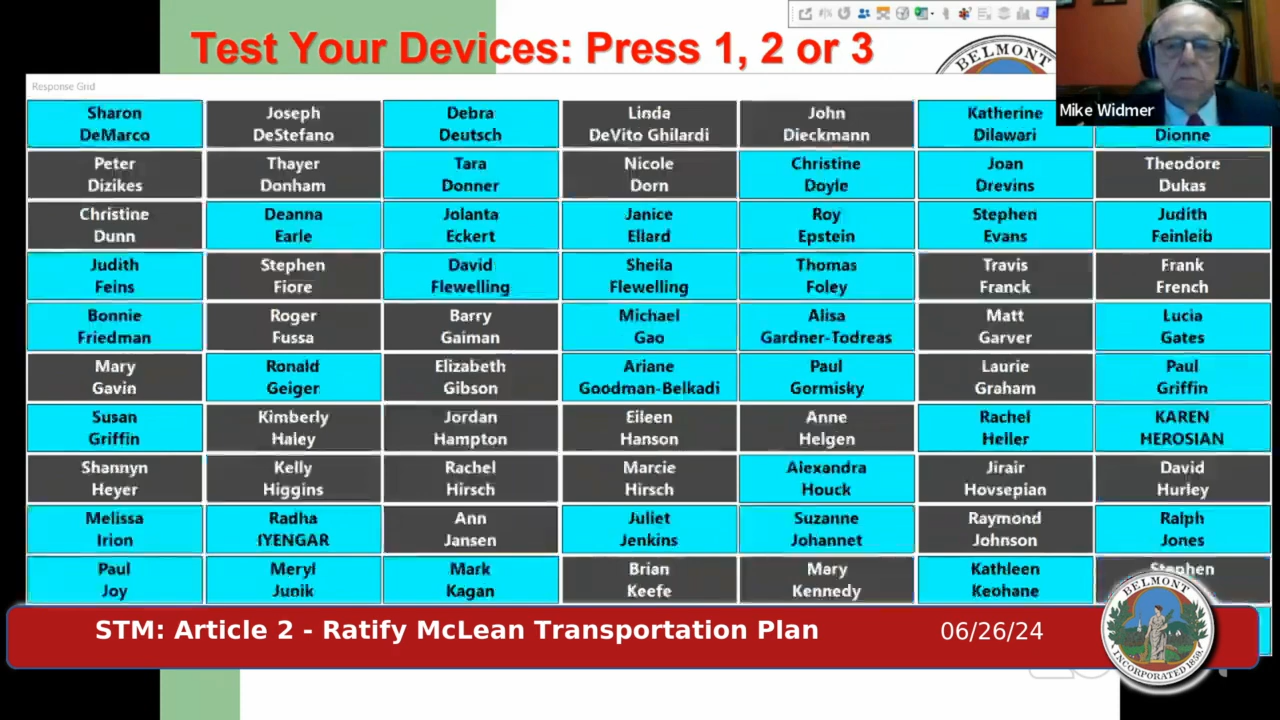 Test Your Devices: Press 1, 2 or 3
BELMONT
Mike Widmer
Response Grid
Sharon DeMarco
Joseph DeStefano
Debra Deutsch
Linda DeVito Ghilardi
John Dieckmann
Katherine Dilawari
Dionne
Peter Dizikes
Thayer Donham
Tara Donner
Nicole Dorn
Christine Doyle
Joan Drevins
Theodore Dukas
Christine Dunn
Deanna Earle
Jolanta Eckert
Janice Ellard
Roy Epstein
Stephen Evans
Judith Feinleib
Judith Feins
Stephen Fiore
David Flewelling
Sheila Flewelling
Thomas Foley
Travis Franck
Frank French
Bonnie Friedman
Roger Fussa
Barry Gaiman
Michael Gao
Alisa Gardner-Todreas
Matt Garver
Lucia Gates
Mary Gavin
Ronald Geiger
Elizabeth Gibson
Ariane Goodman-Belkadi
Paul Gormisky
Laurie Graham
Paul Griffin
Susan Griffin
Kimberly Haley
Jordan Hampton
Eileen Hanson
Anne Helgen
Rachel Heller
KAREN HEROSIAN
Shannyn Heyer
Kelly Higgins
Rachel Hirsch
Marcie Hirsch
Alexandra Houck
Jirair Hovsepian
David Hurley
Melissa Irion
Radha IYENGAR
Ann Jansen
Juliet Jenkins
Suzanne Johannet
Raymond Johnson
Ralph Jones
Paul Joy
Meryl Junik
Mark Kagan
Brian Keefe
Mary Kennedy
Kathleen Keohane
Stephen
STM: Article 2 - Ratify McLean Transportation Plan
06/26/24
BELMONT
INCORPORATED 1859